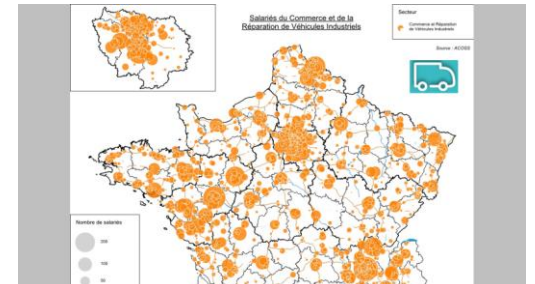 Salariés du Commerce et de la
Réparation de Véhicules Industriels
Secteur
Commerce et Réparation
de Véhicules Industriels
Source : ACOSS
Nombre de salariés
100
50